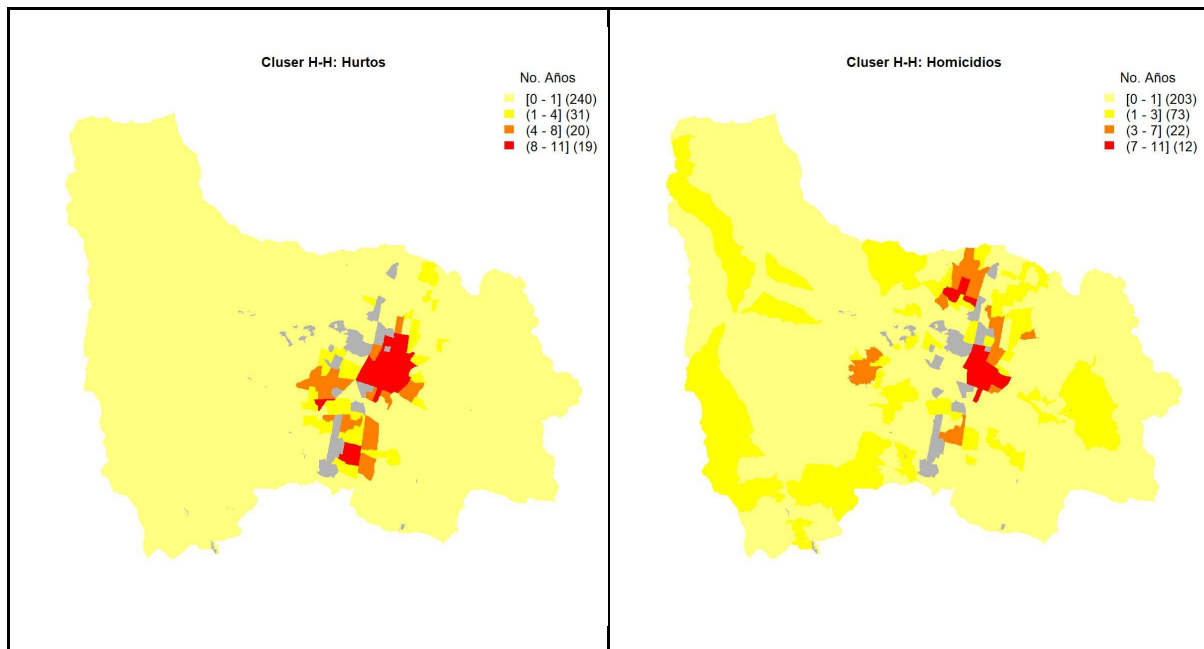 Cluser H-H: Hurtos
No. Años
[0 - 1] (240)
(1 - 4] (31)
(4 - 8] (20)
(8 - 11] (19)
Cluser H-H: Homicidios
No. Años
[0 - 1] (203)
(1 - 3] (73)
(3 - 7] (22)
(7 - 11] (12)